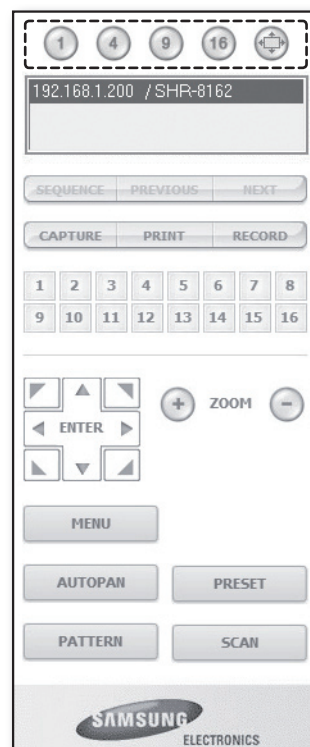 1 4 9 16
192.168.1.200 / SHR-8162
SEQUENCE PREVIOUS NEXT
CAPTURE PRINT RECORD
1 2 3 4 5 6 7 8
9 10 11 12 13 14 15 16
ENTER + ZOOM -
MENU
AUTOPAN PRESET
PATTERN SCAN
SAMSUNG
ELECTRONICS